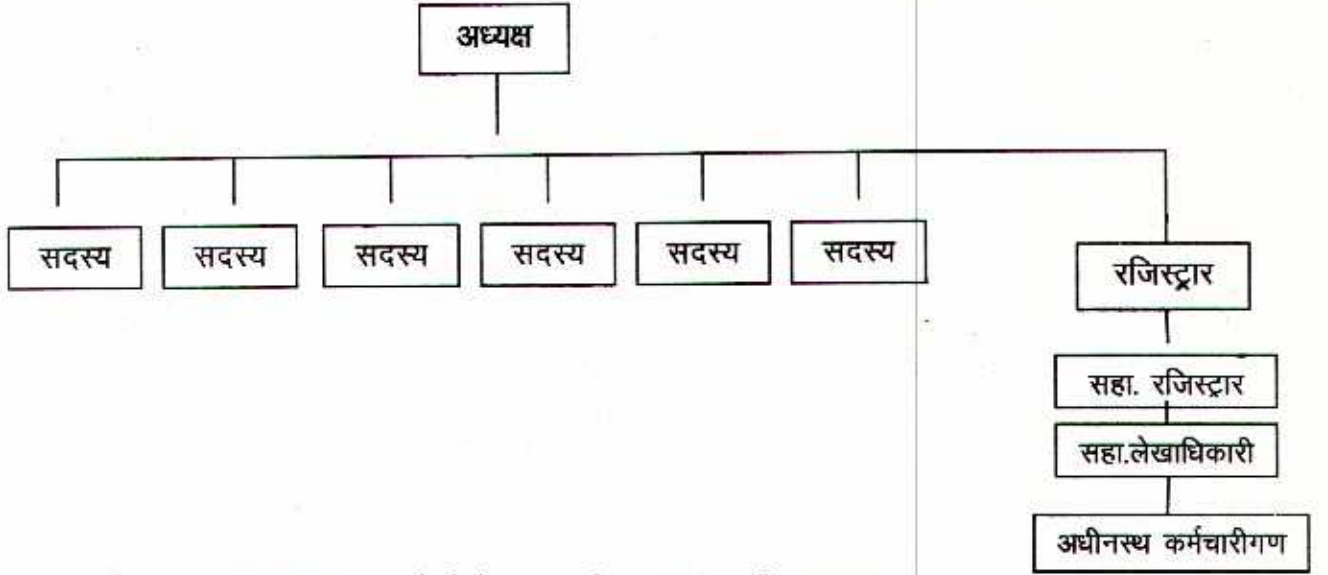 अध्यक्ष
सदस्य सदस्य सदस्य सदस्य सदस्य सदस्य
रजिस्ट्रार
सहा. रजिस्ट्रार
सहा.लेखाधिकारी
अधीनस्थ कर्मचारीगण